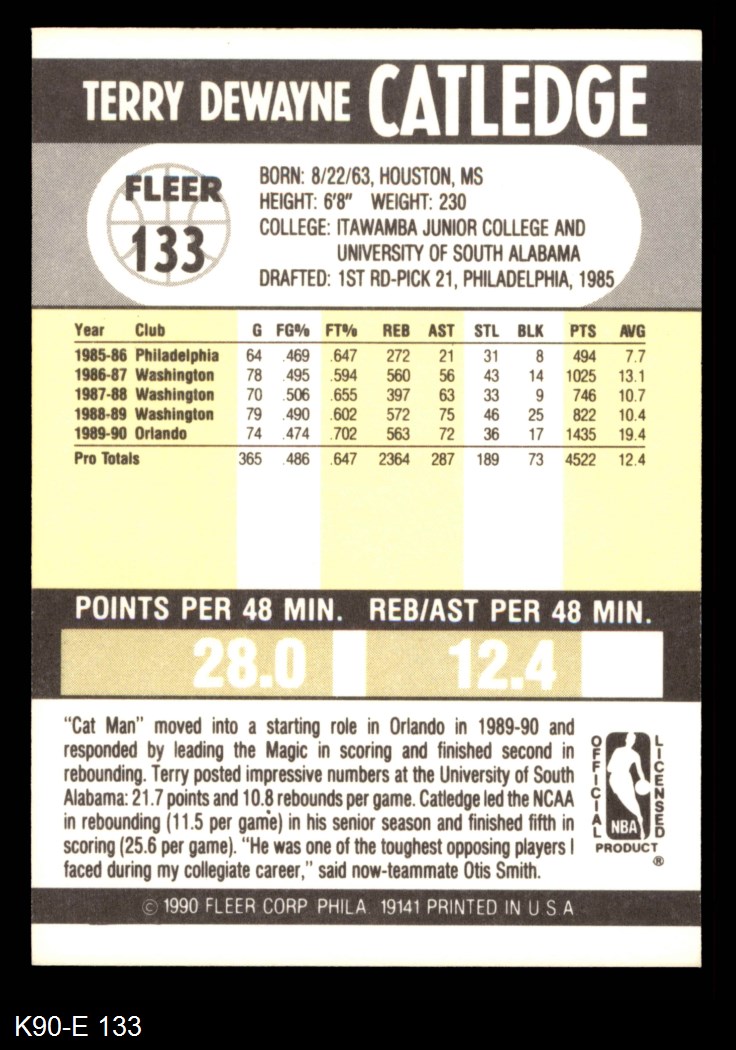 TERRY DEWAYNE CATLEDGE
FLEER
133
BORN: 8/22/63, HOUSTON, MS
HEIGHT: 6'8" WEIGHT: 230
COLLEGE: ITAWAMBA JUNIOR COLLEGE AND
UNIVERSITY OF SOUTH ALABAMA
DRAFTED: 1ST RD-PICK 21, PHILADELPHIA, 1985
Year Club G FG% FT% REB AST STL BLK PTS AVG
1985-86 Philadelphia 64 .469 .647 272 21 31 8 494 7.7
1986-87 Washington 78 .495 .594 560 56 43 14 1025 13.1
1987-88 Washington 70 .506 .655 397 63 33 9 746 10.7
1988-89 Washington 79 .490 .602 572 75 46 25 822 10.4
1989-90 Orlando 74 .474 .702 563 72 36 17 1435 19.4
Pro Totals 365 .486 .647 2364 287 189 73 4522 12.4
POINTS PER 48 MIN. REB/AST PER 48 MIN.
28.0 12.4
"Cat Man" moved into a starting role in Orlando in 1989-90 and
responded by leading the Magic in scoring and finished second in
rebounding. Terry posted impressive numbers at the University of South
Alabama: 21.7 points and 10.8 rebounds per game. Catledge led the NCAA
in rebounding (11.5 per game) in his senior season and finished fifth in
scoring (25.6 per game). "He was one of the toughest opposing players I
faced during my collegiate career," said now-teammate Otis Smith.
OFFICIAL
LICENSED
NBA
PRODUCT
®
© 1990 FLEER CORP PHILA 19141 PRINTED IN U.S.A
K90-E 133